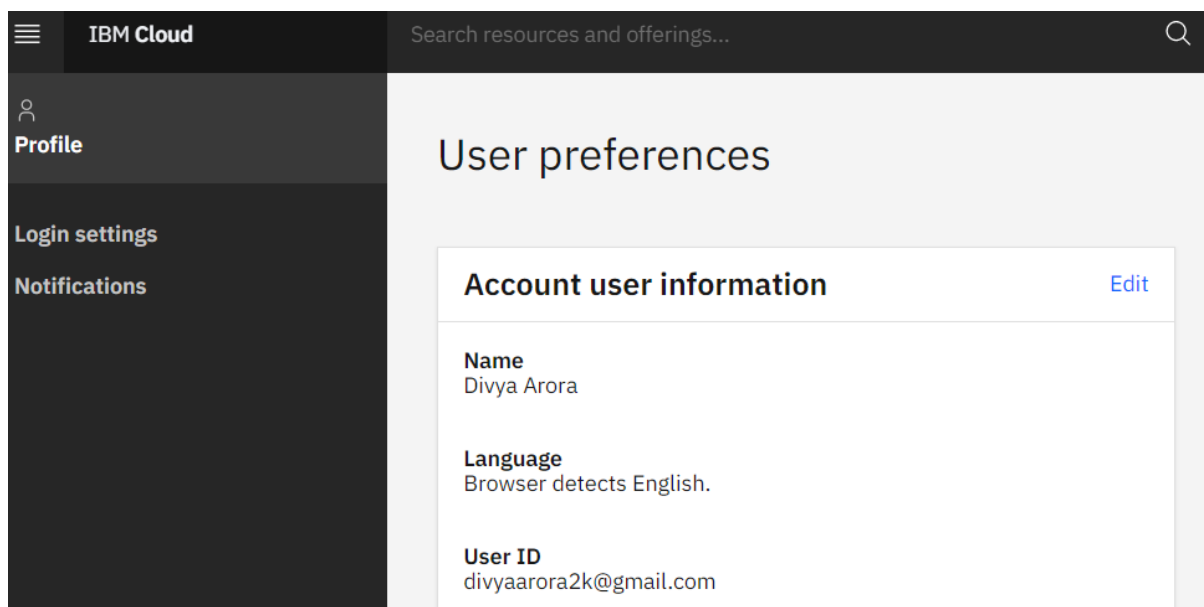 IBM Cloud
Search resources and offerings...
Profile
Login settings
Notifications
User preferences
Account user information
Edit
Name
Divya Arora
Language
Browser detects English.
User ID
divyaarora2k@gmail.com